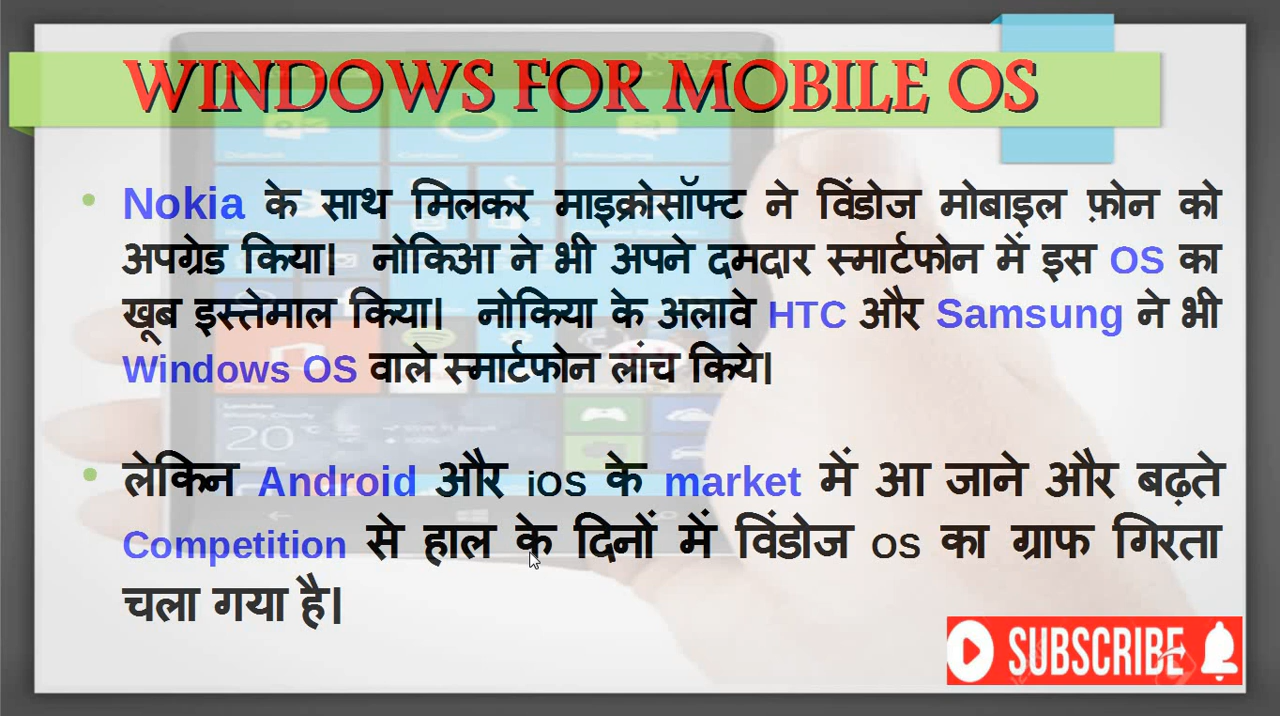 WINDOWS FOR MOBILE OS
Nokia के साथ मिलकर माइक्रोसॉफ्ट ने विंडोज मोबाइल फ़ोन को
अपग्रेड किया। नोकिआ ने भी अपने दमदार स्मार्टफोन में इस OS का
खूब इस्तेमाल किया। नोकिया के अलावे HTC और Samsung ने भी
Windows OS वाले स्मार्टफोन लांच किये।
लेकिन Android और iOS के market में आ जाने और बढ़ते
Competition से हाल के दिनों में विंडोज OS का ग्राफ गिरता
चला गया है।
SUBSCRIBE